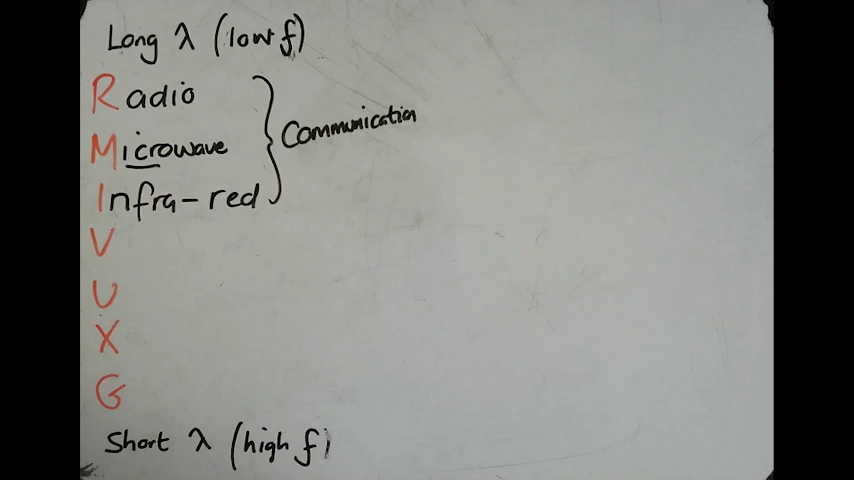 Long λ (low f)
Radio
Microwave
Infra-red
Communication
V
U
X
G
Short λ (high f)